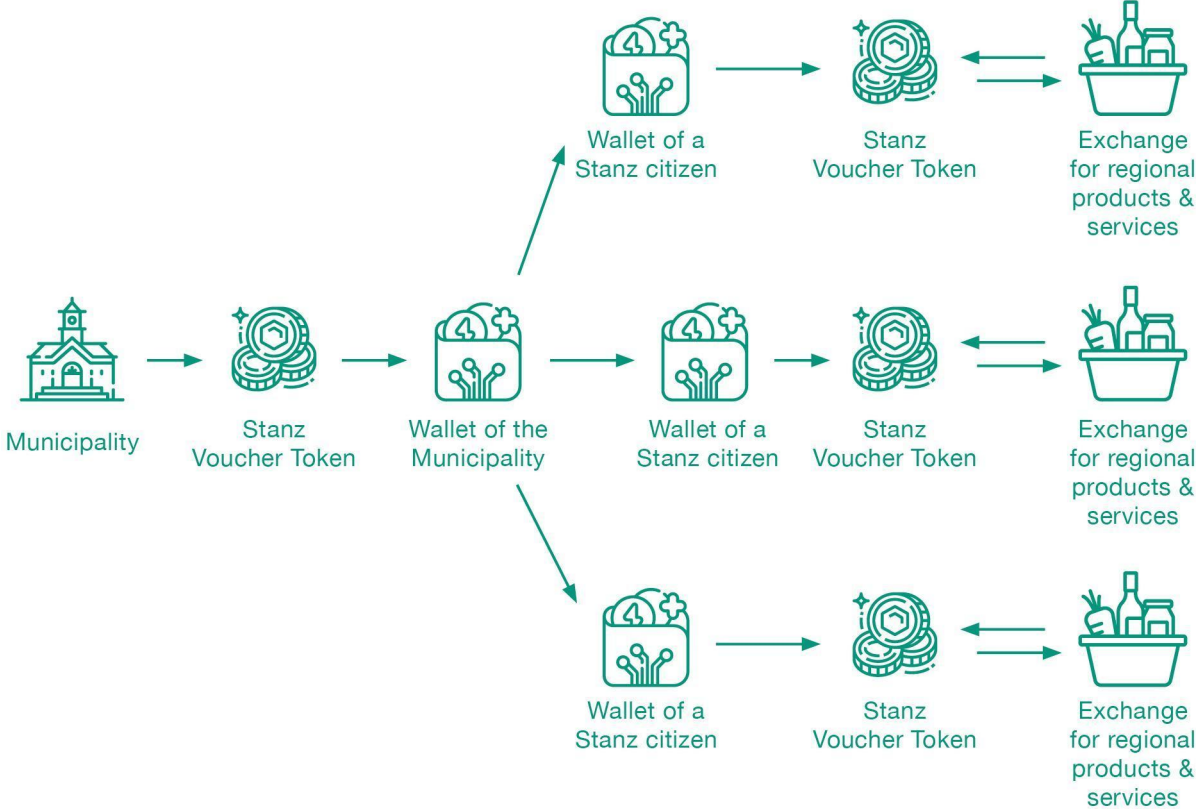 Wallet of a
Stanz citizen
Stanz
Voucher Token
Exchange
for regional
products &
services
Municipality
Stanz
Voucher Token
Wallet of the
Municipality
Wallet of a
Stanz citizen
Stanz
Voucher Token
Exchange
for regional
products &
services
Wallet of a
Stanz citizen
Stanz
Voucher Token
Exchange
for regional
products &
services